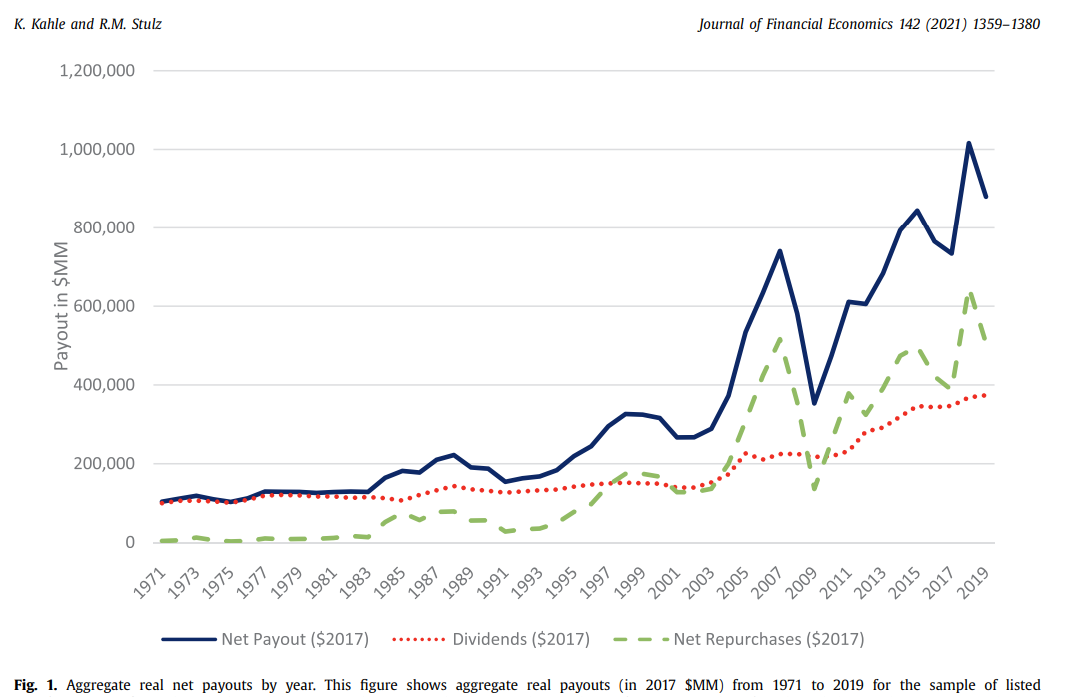 K. Kahle and R.M. Stulz Journal of Financial Economics 142 (2021) 1359–1380
1,200,000
1,000,000
800,000
600,000
400,000
200,000
0
Payout in $MM
1971 1973 1975 1977 1979 1981 1983 1985 1987 1989 1991 1993 1995 1997 1999 2001 2003 2005 2007 2009 2011 2013 2015 2017 2019
Net Payout ($2017) Dividends ($2017) Net Repurchases ($2017)
Fig. 1. Aggregate real net payouts by year. This figure shows aggregate real payouts (in 2017 $MM) from 1971 to 2019 for the sample of listed